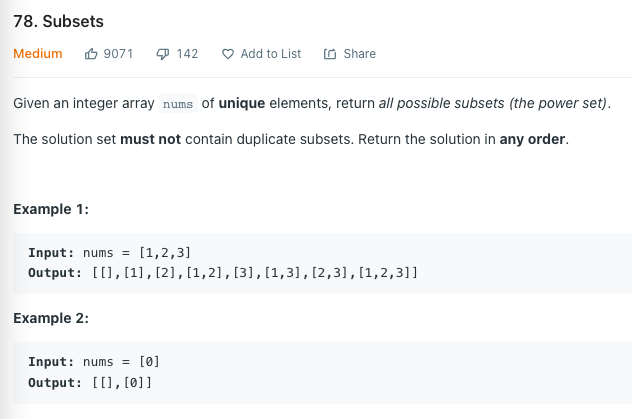 78. Subsets
Medium 9071 142 Add to List Share
Given an integer array nums of unique elements, return all possible subsets (the power set).
The solution set must not contain duplicate subsets. Return the solution in any order.
Example 1:
Input: nums = [1,2,3]
Output: [[],[1],[2],[1,2],[3],[1,3],[2,3],[1,2,3]]
Example 2:
Input: nums = [0]
Output: [[],[0]]